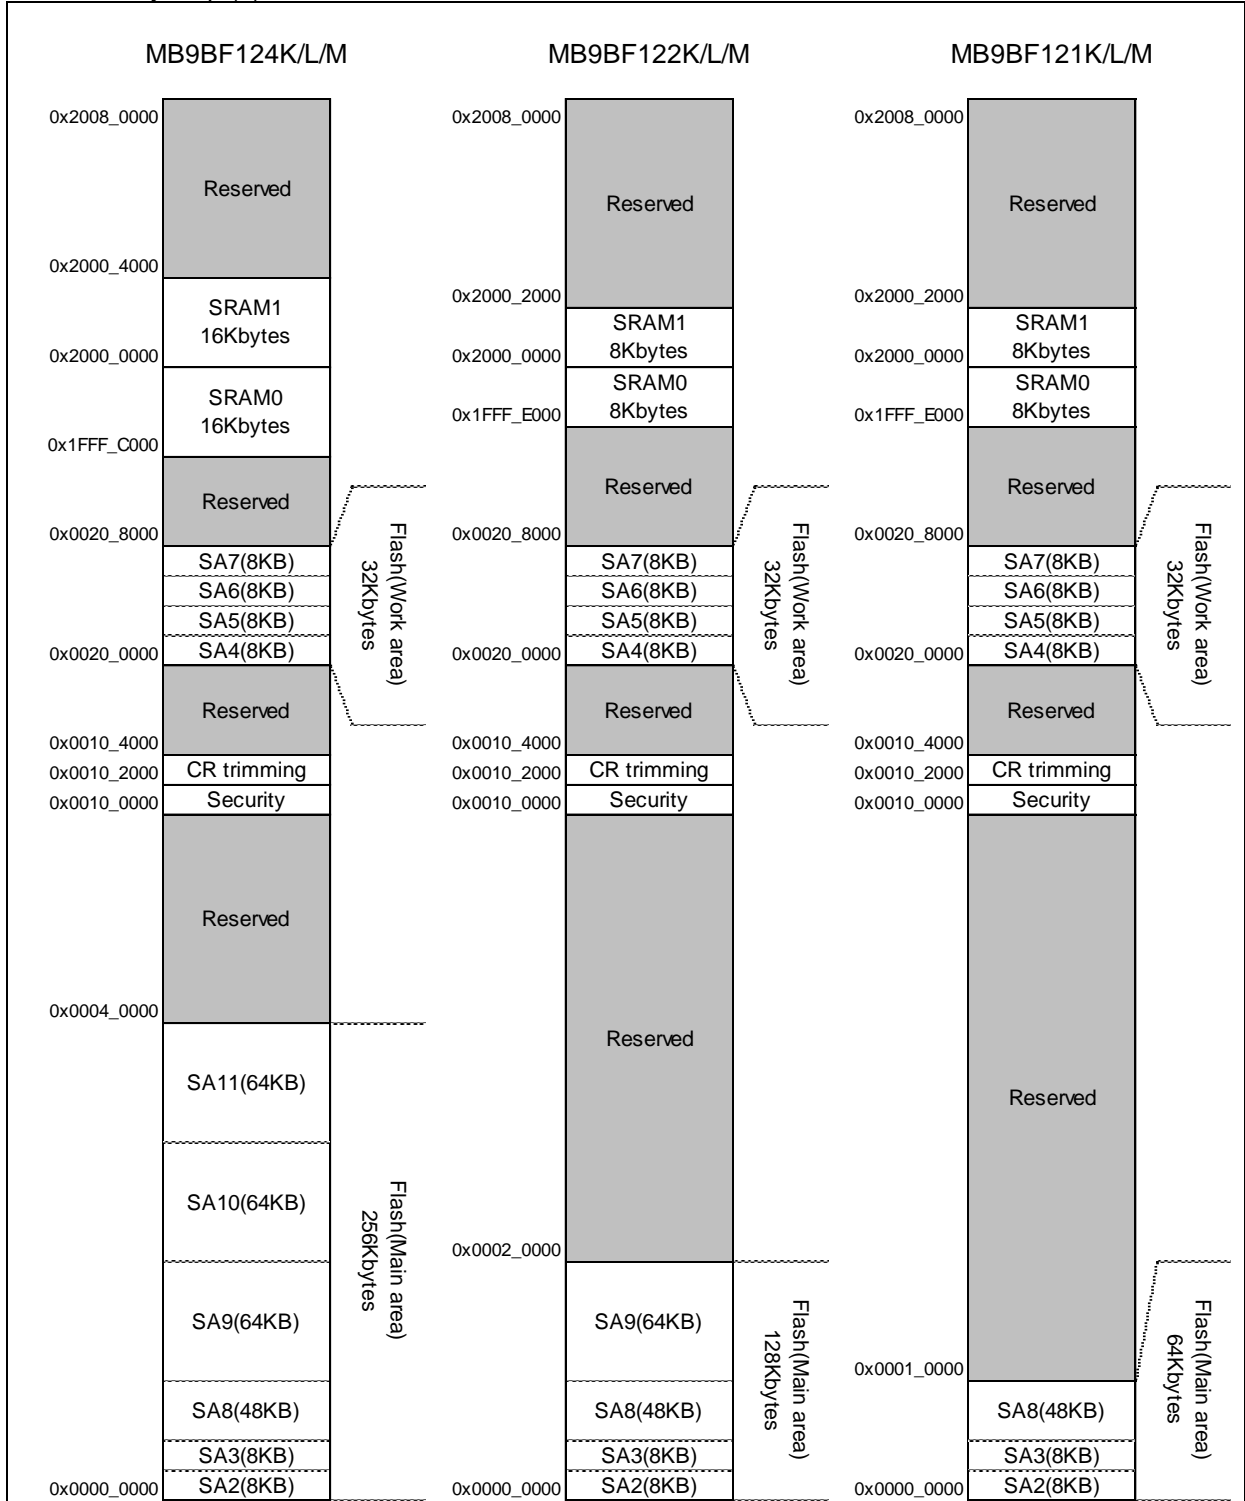 MB9BF124K/L/M
0x2008_0000
Reserved
0x2000_4000
SRAM1
16Kbytes
0x2000_0000
SRAM0
16Kbytes
0x1FFF_C000
Reserved
0x0020_8000
SA7(8KB)
SA6(8KB)
SA5(8KB)
SA4(8KB)
0x0020_0000
Flash(Work area)
32Kbytes
Reserved
0x0010_4000
CR trimming
0x0010_2000
Security
0x0010_0000
Reserved
0x0004_0000
SA11(64KB)
SA10(64KB)
SA9(64KB)
SA8(48KB)
SA3(8KB)
SA2(8KB)
0x0000_0000
Flash(Main area)
256Kbytes
MB9BF122K/L/M
0x2008_0000
Reserved
0x2000_2000
SRAM1
8Kbytes
0x2000_0000
SRAM0
8Kbytes
0x1FFF_E000
Reserved
0x0020_8000
SA7(8KB)
SA6(8KB)
SA5(8KB)
SA4(8KB)
0x0020_0000
Flash(Work area)
32Kbytes
Reserved
0x0010_4000
CR trimming
0x0010_2000
Security
0x0010_0000
Reserved
0x0002_0000
SA9(64KB)
SA8(48KB)
SA3(8KB)
SA2(8KB)
0x0000_0000
Flash(Main area)
128Kbytes
MB9BF121K/L/M
0x2008_0000
Reserved
0x2000_2000
SRAM1
8Kbytes
0x2000_0000
SRAM0
8Kbytes
0x1FFF_E000
Reserved
0x0020_8000
SA7(8KB)
SA6(8KB)
SA5(8KB)
SA4(8KB)
0x0020_0000
Flash(Work area)
32Kbytes
Reserved
0x0010_4000
CR trimming
0x0010_2000
Security
0x0010_0000
Reserved
0x0001_0000
SA8(48KB)
SA3(8KB)
SA2(8KB)
0x0000_0000
Flash(Main area)
64Kbytes